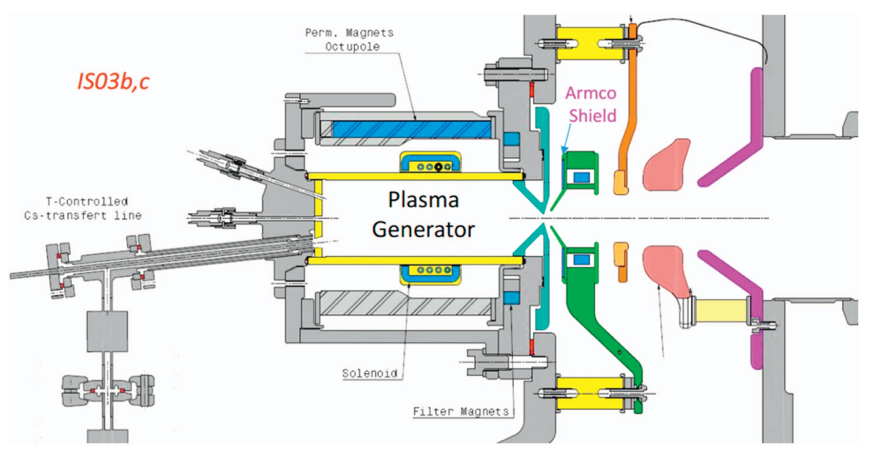 Perm. Magnets
Octupole
IS03b,c
Armco
Shield
T-Controlled
Cs-transfert line
Plasma
Generator
Solenoid
Filter Magnets